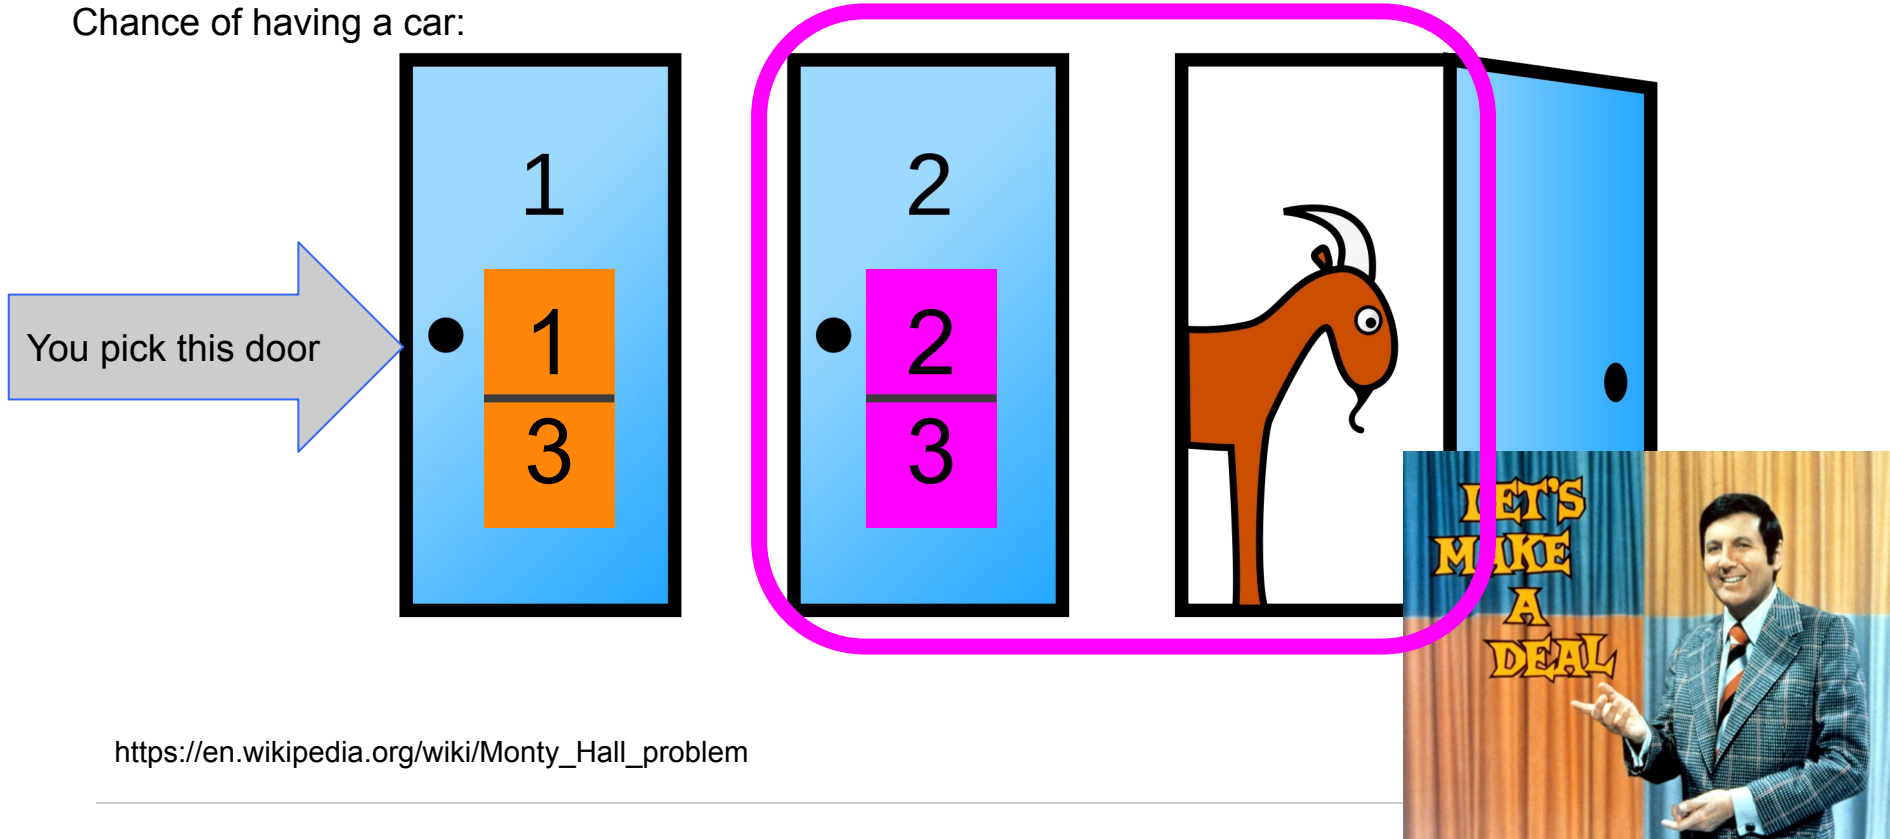 Chance of having a car:
1
2
You pick this door
1
3
2
3
LET'S
MAKE
A
DEAL
https://en.wikipedia.org/wiki/Monty_Hall_problem